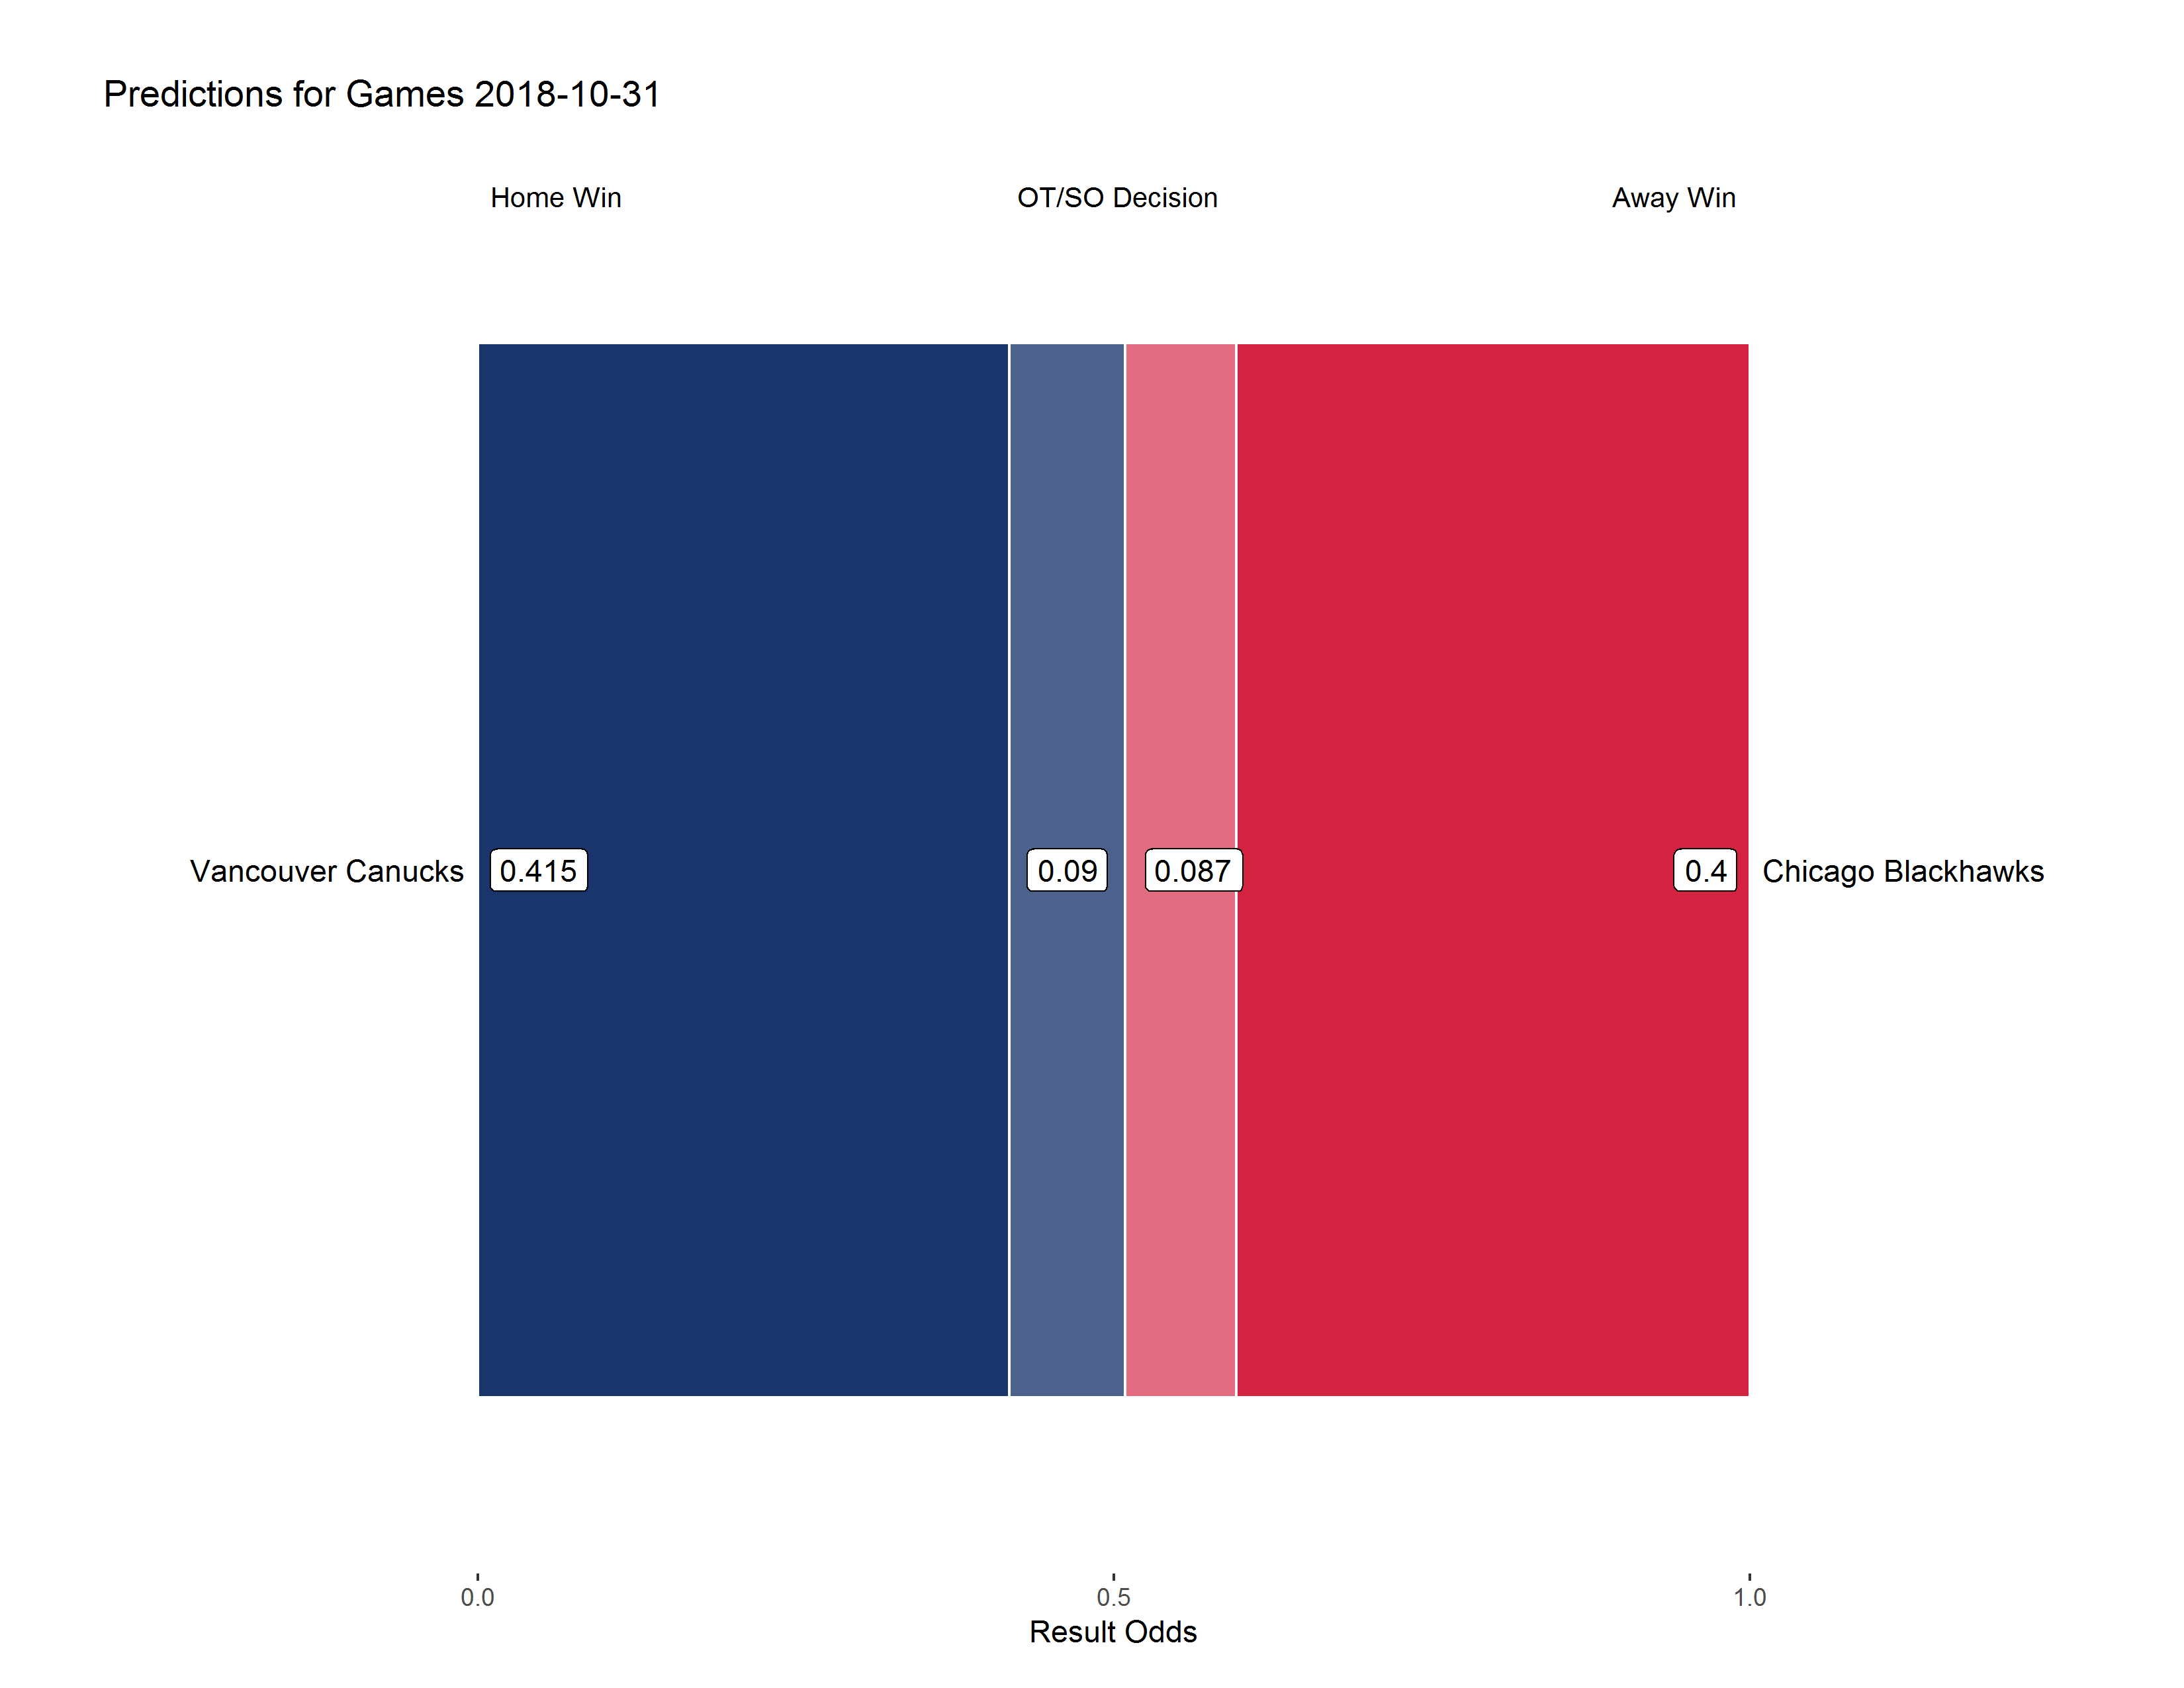 Predictions for Games 2018-10-31
Home Win OT/SO Decision Away Win
Vancouver Canucks 0.415 0.09 0.087 0.4 Chicago Blackhawks
0.0 0.5 1.0
Result Odds